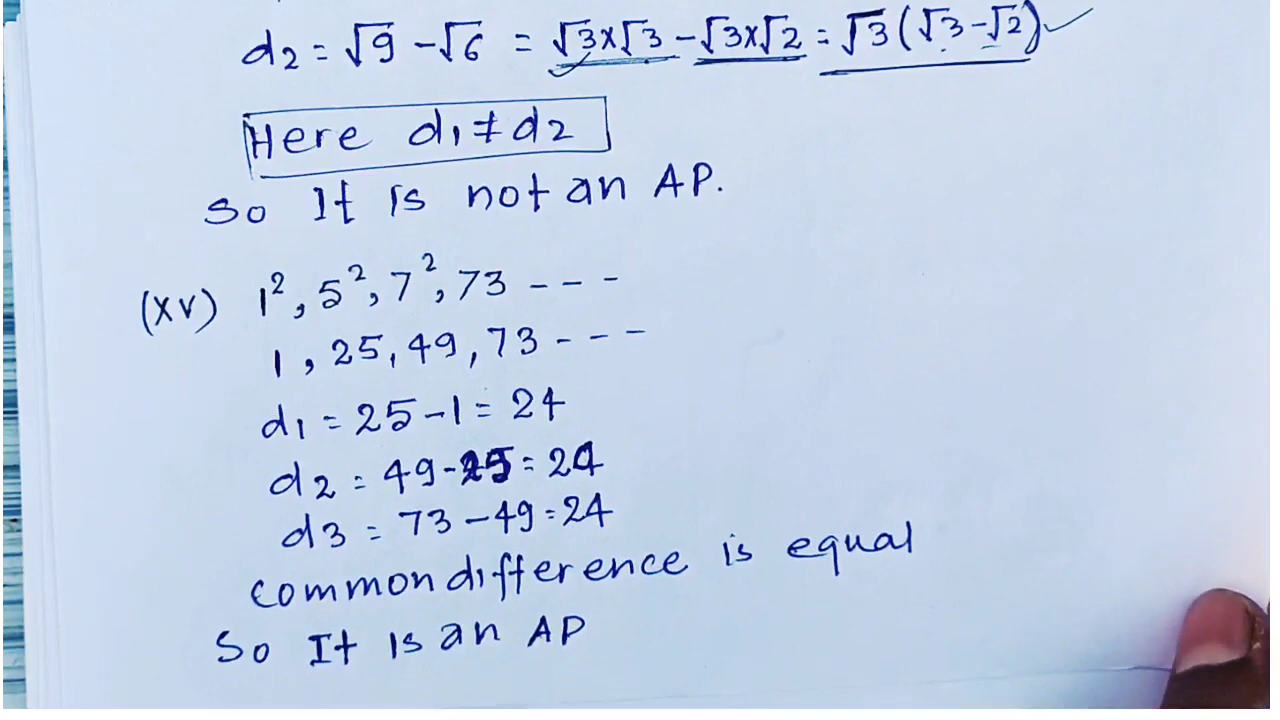 d2 = √9 - √6 = √3×√3 - √3×√2 = √3(√3-√2)✓
Here d1 ≠ d2
So It is not an AP.
(xv) 1², 5², 7², 73 - - -
1, 25, 49, 73 - - -
d1 = 25-1 = 24
d2 = 49-25 = 24
d3 = 73-49 = 24
common difference is equal
So It is an AP